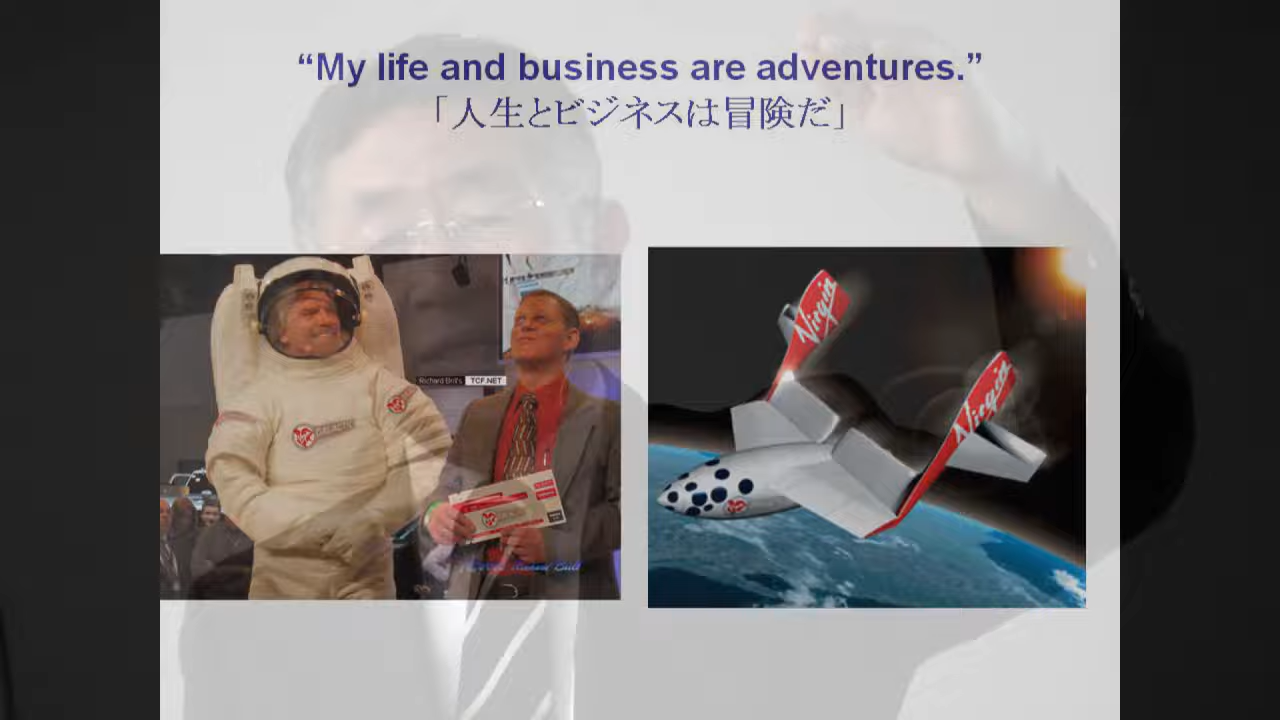 “My life and business are adventures.”
「人生とビジネスは冒険だ」
Richard Brit's TCF.NET
Virgin
Virgin